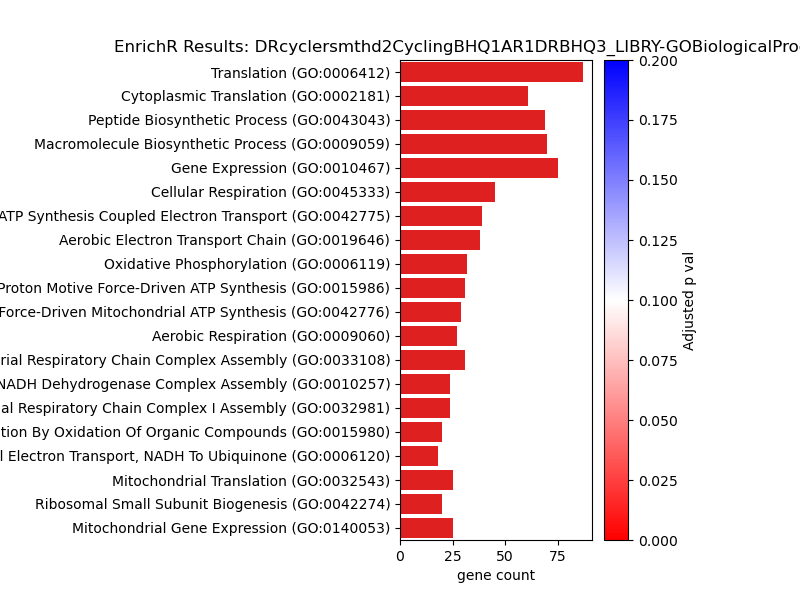 EnrichR Results: DRcyclersmthd2CyclingBHQ1AR1DRBHQ3_LIBRY-GOBiologicalProc
Translation (GO:0006412)
Cytoplasmic Translation (GO:0002181)
Peptide Biosynthetic Process (GO:0043043)
Macromolecule Biosynthetic Process (GO:0009059)
Gene Expression (GO:0010467)
Cellular Respiration (GO:0045333)
ATP Synthesis Coupled Electron Transport (GO:0042775)
Aerobic Electron Transport Chain (GO:0019646)
Oxidative Phosphorylation (GO:0006119)
Proton Motive Force-Driven ATP Synthesis (GO:0015986)
Force-Driven Mitochondrial ATP Synthesis (GO:0042776)
Aerobic Respiration (GO:0009060)
rial Respiratory Chain Complex Assembly (GO:0033108)
NADH Dehydrogenase Complex Assembly (GO:0010257)
al Respiratory Chain Complex I Assembly (GO:0032981)
tion By Oxidation Of Organic Compounds (GO:0015980)
l Electron Transport, NADH To Ubiquinone (GO:0006120)
Mitochondrial Translation (GO:0032543)
Ribosomal Small Subunit Biogenesis (GO:0042274)
Mitochondrial Gene Expression (GO:0140053)
0 25 50 75
gene count
0.200
0.175
0.150
0.125
0.100
0.075
0.050
0.025
0.000
Adjusted p val